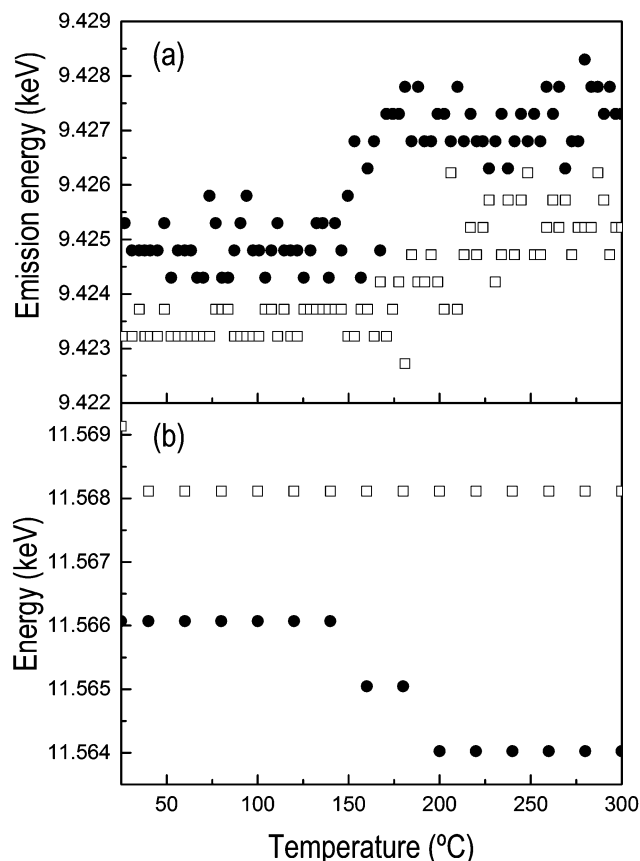 9.429
(a)
9.428
9.427
9.426
9.425
9.424
9.423
9.422
Emission energy (keV)
11.569
(b)
11.568
11.567
11.566
11.565
11.564
Energy (keV)
50 100 150 200 250 300
Temperature (ºC)